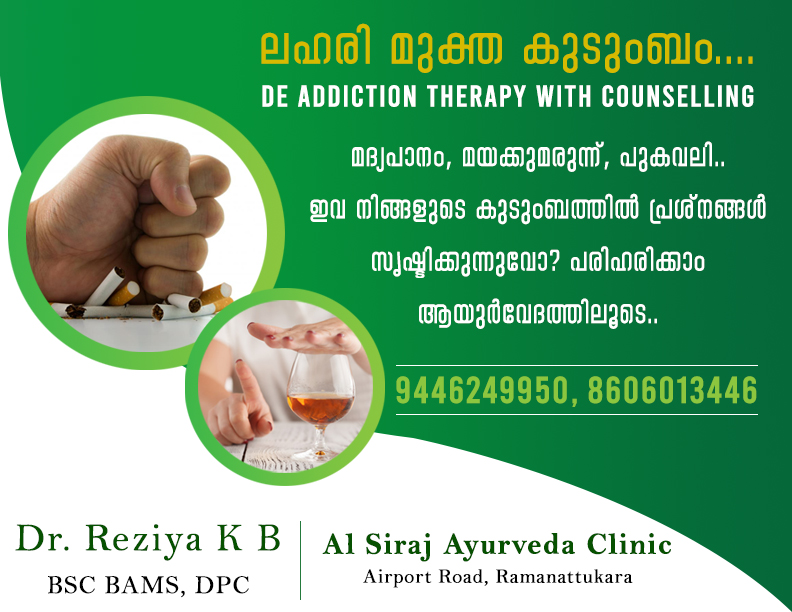 ലഹരി മുക്ത കുടുംബം....
DE ADDICTION THERAPY WITH COUNSELLING
മദ്യപാനം, മയക്കുമരുന്ന്, പുകവലി..
ഇവ നിങ്ങളുടെ കുടുംബത്തിൽ പ്രശ്നങ്ങൾ
സൃഷ്ടിക്കുന്നുവോ? പരിഹരിക്കാം
ആയുർവേദത്തിലൂടെ..
9446249950, 8606013446
Dr. Reziya K B
BSC BAMS, DPC
Al Siraj Ayurveda Clinic
Airport Road, Ramanattukara